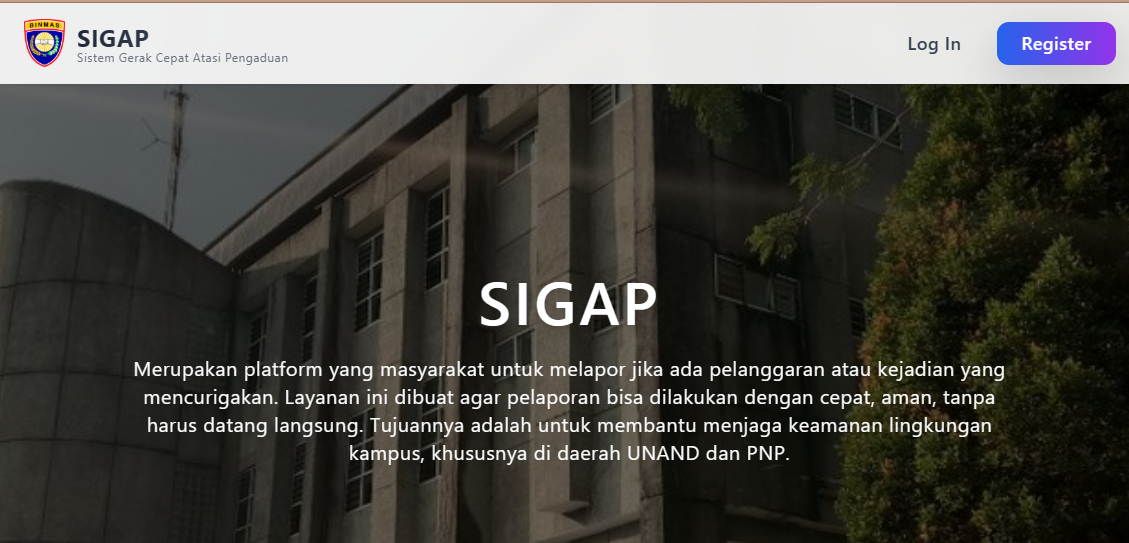 BINMAS
SIGAP
Sistem Gerak Cepat Atasi Pengaduan
Log In
Register
SIGAP
Merupakan platform yang masyarakat untuk melapor jika ada pelanggaran atau kejadian yang
mencurigakan. Layanan ini dibuat agar pelaporan bisa dilakukan dengan cepat, aman, tanpa
harus datang langsung. Tujuannya adalah untuk membantu menjaga keamanan lingkungan
kampus, khususnya di daerah UNAND dan PNP.